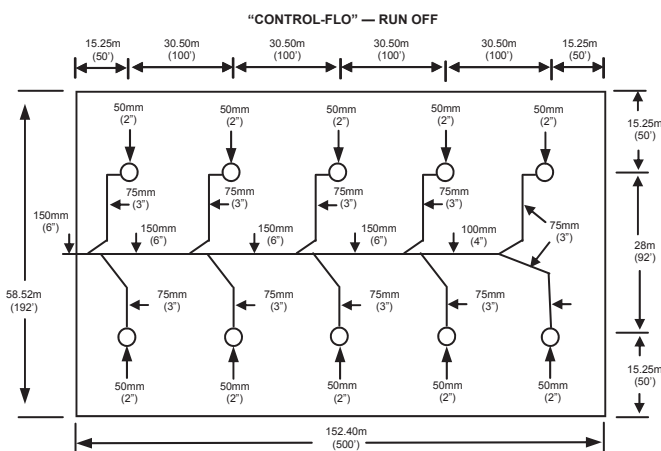 “CONTROL-FLO” — RUN OFF
15.25m 30.50m 30.50m 30.50m 30.50m 15.25m
(50’) (100’) (100’) (100’) (100’) (50’)
50mm 50mm 50mm 50mm 50mm
(2”) (2”) (2”) (2”) (2”)
15.25m
(50’)
75mm 75mm 75mm 75mm
(3”) (3”) (3”) (3”)
150mm
(6”)
150mm 150mm 150mm 100mm
(6”) (6”) (6”) (4”)
75mm
(3”)
28m
(92’)
58.52m
(192’)
75mm 75mm 75mm 75mm
(3”) (3”) (3”) (3”)
15.25m
(50’)
50mm 50mm 50mm 50mm 50mm
(2”) (2”) (2”) (2”) (2”)
152.40m
(500’)